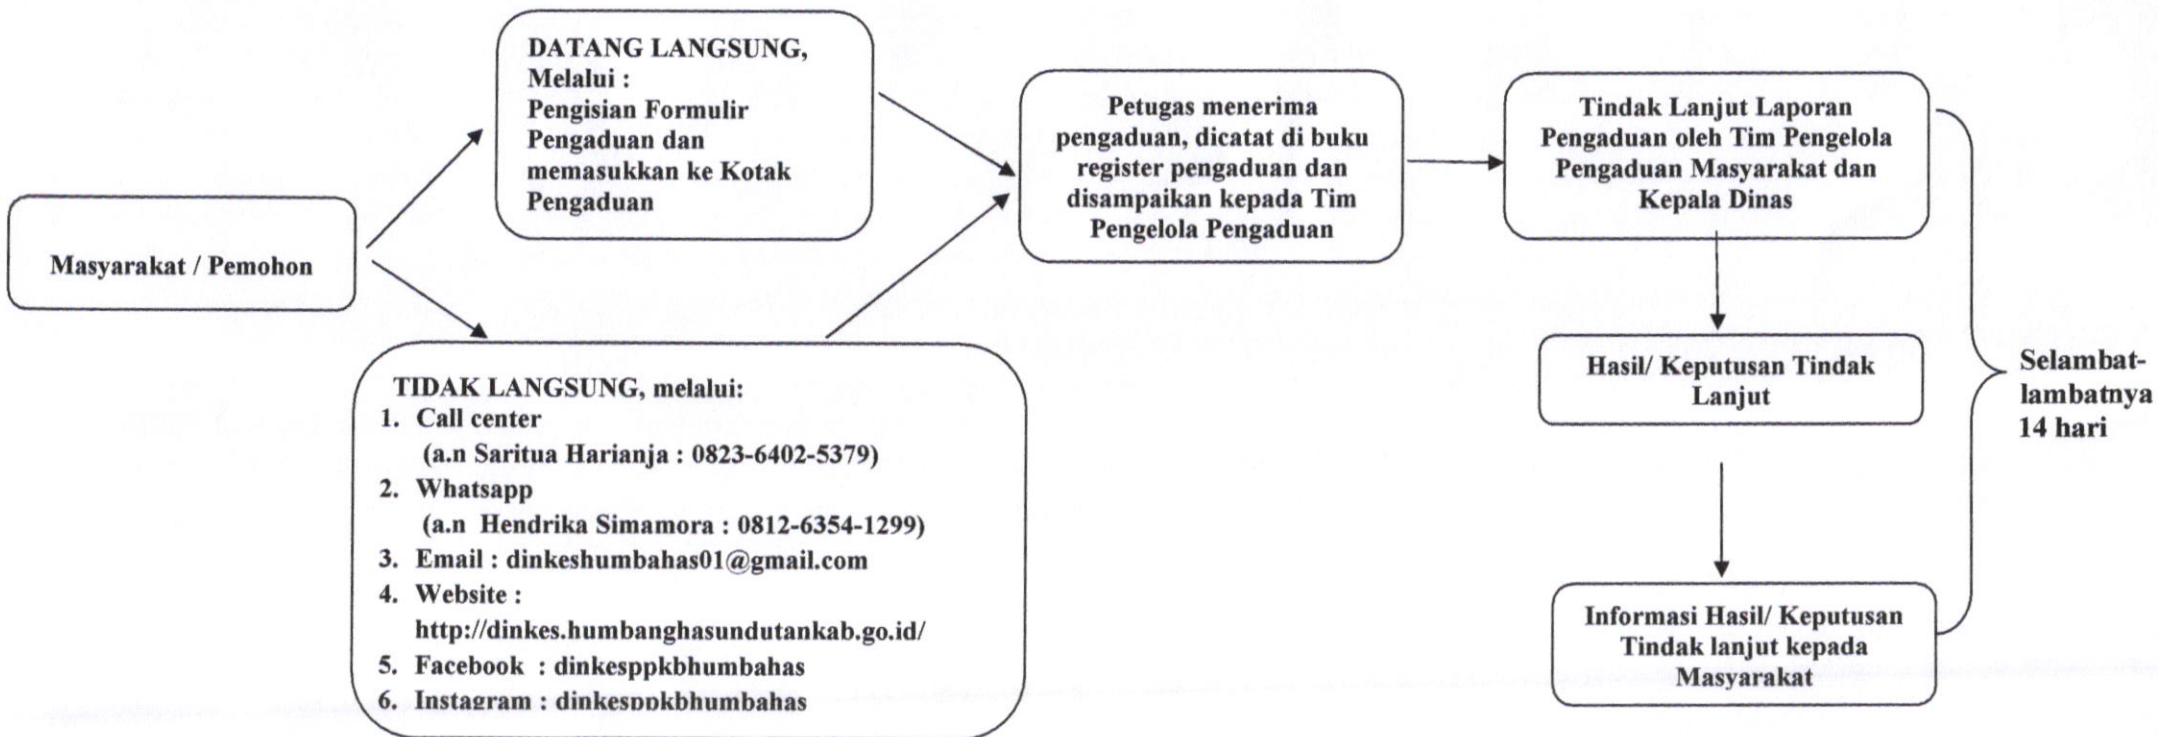 Masyarakat / Pemohon
DATANG LANGSUNG,
Melalui :
Pengisian Formulir
Pengaduan dan
memasukkan ke Kotak
Pengaduan
TIDAK LANGSUNG, melalui:
1. Call center
(a.n Saritua Harianja : 0823-6402-5379)
2. Whatsapp
(a.n Hendrika Simamora : 0812-6354-1299)
3. Email : dinkeshumbahas01@gmail.com
4. Website :
http://dinkes.humbanghasundutankab.go.id/
5. Facebook : dinkesppkbhumbahas
6. Instagram : dinkesppkbhumbahas
Petugas menerima
pengaduan, dicatat di buku
register pengaduan dan
disampaikan kepada Tim
Pengelola Pengaduan
Tindak Lanjut Laporan
Pengaduan oleh Tim Pengelola
Pengaduan Masyarakat dan
Kepala Dinas
Hasil/ Keputusan Tindak
Lanjut
Informasi Hasil/ Keputusan
Tindak lanjut kepada
Masyarakat
Selambat-
lambatnya
14 hari